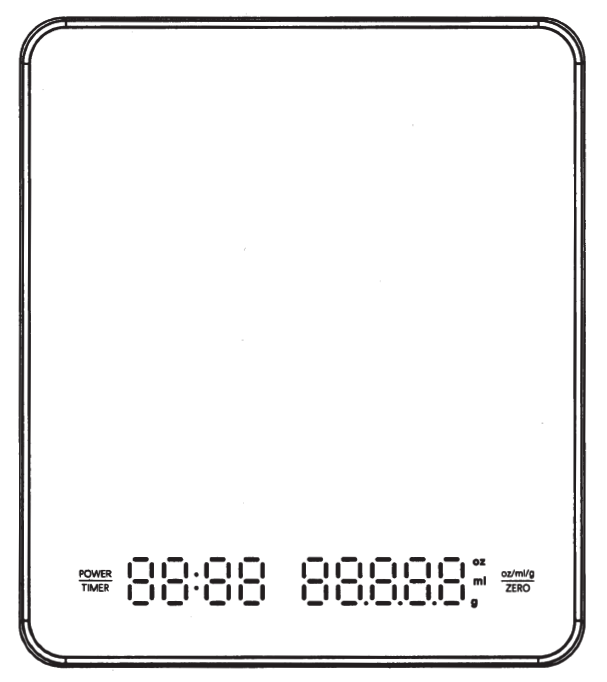 POWER
TIMER
88:88
88.8.8.8
oz
ml
g
oz/ml/g
ZERO